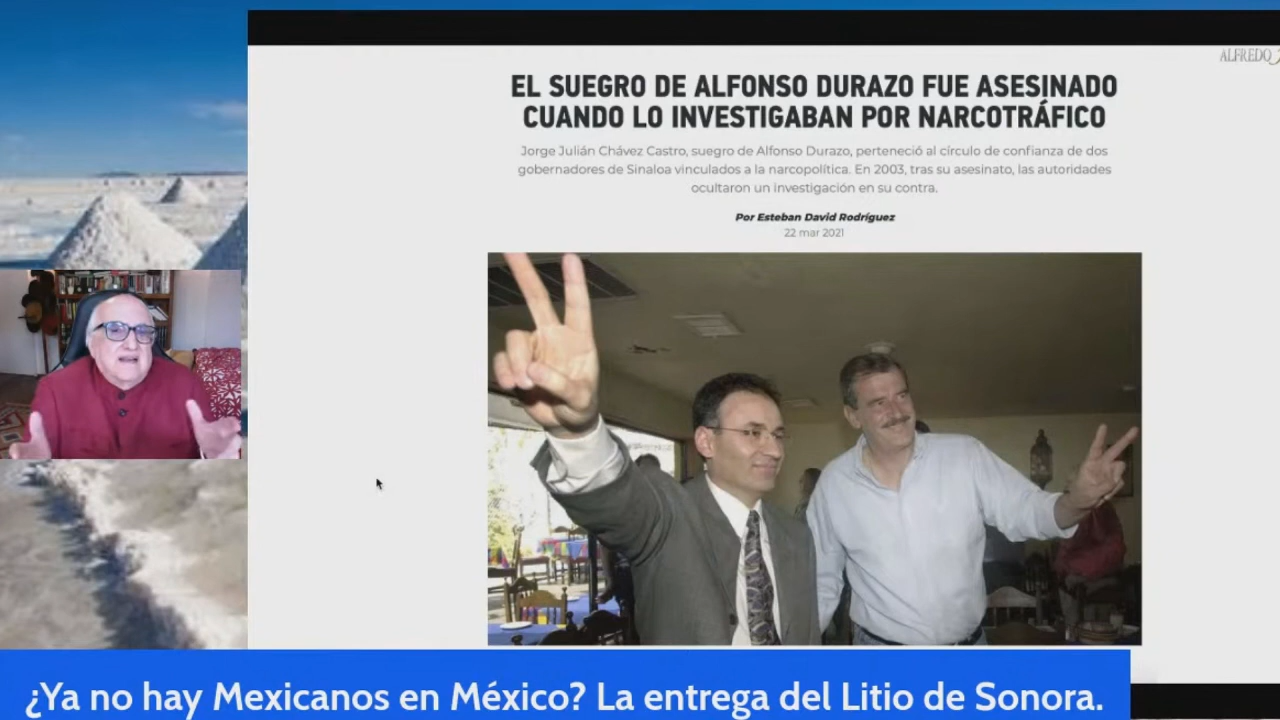 ALFREDO
EL SUEGRO DE ALFONSO DURAZO FUE ASESINADO
CUANDO LO INVESTIGABAN POR NARCOTRÁFICO
Jorge Julián Chávez Castro, suegro de Alfonso Durazo, perteneció al círculo de confianza de dos
gobernadores de Sinaloa vinculados a la narcopolítica. En 2003, tras su asesinato, las autoridades
ocultaron un investigación en su contra.
Por Esteban David Rodríguez
22 mar 2021
¿Ya no hay Mexicanos en México? La entrega del Litio de Sonora.